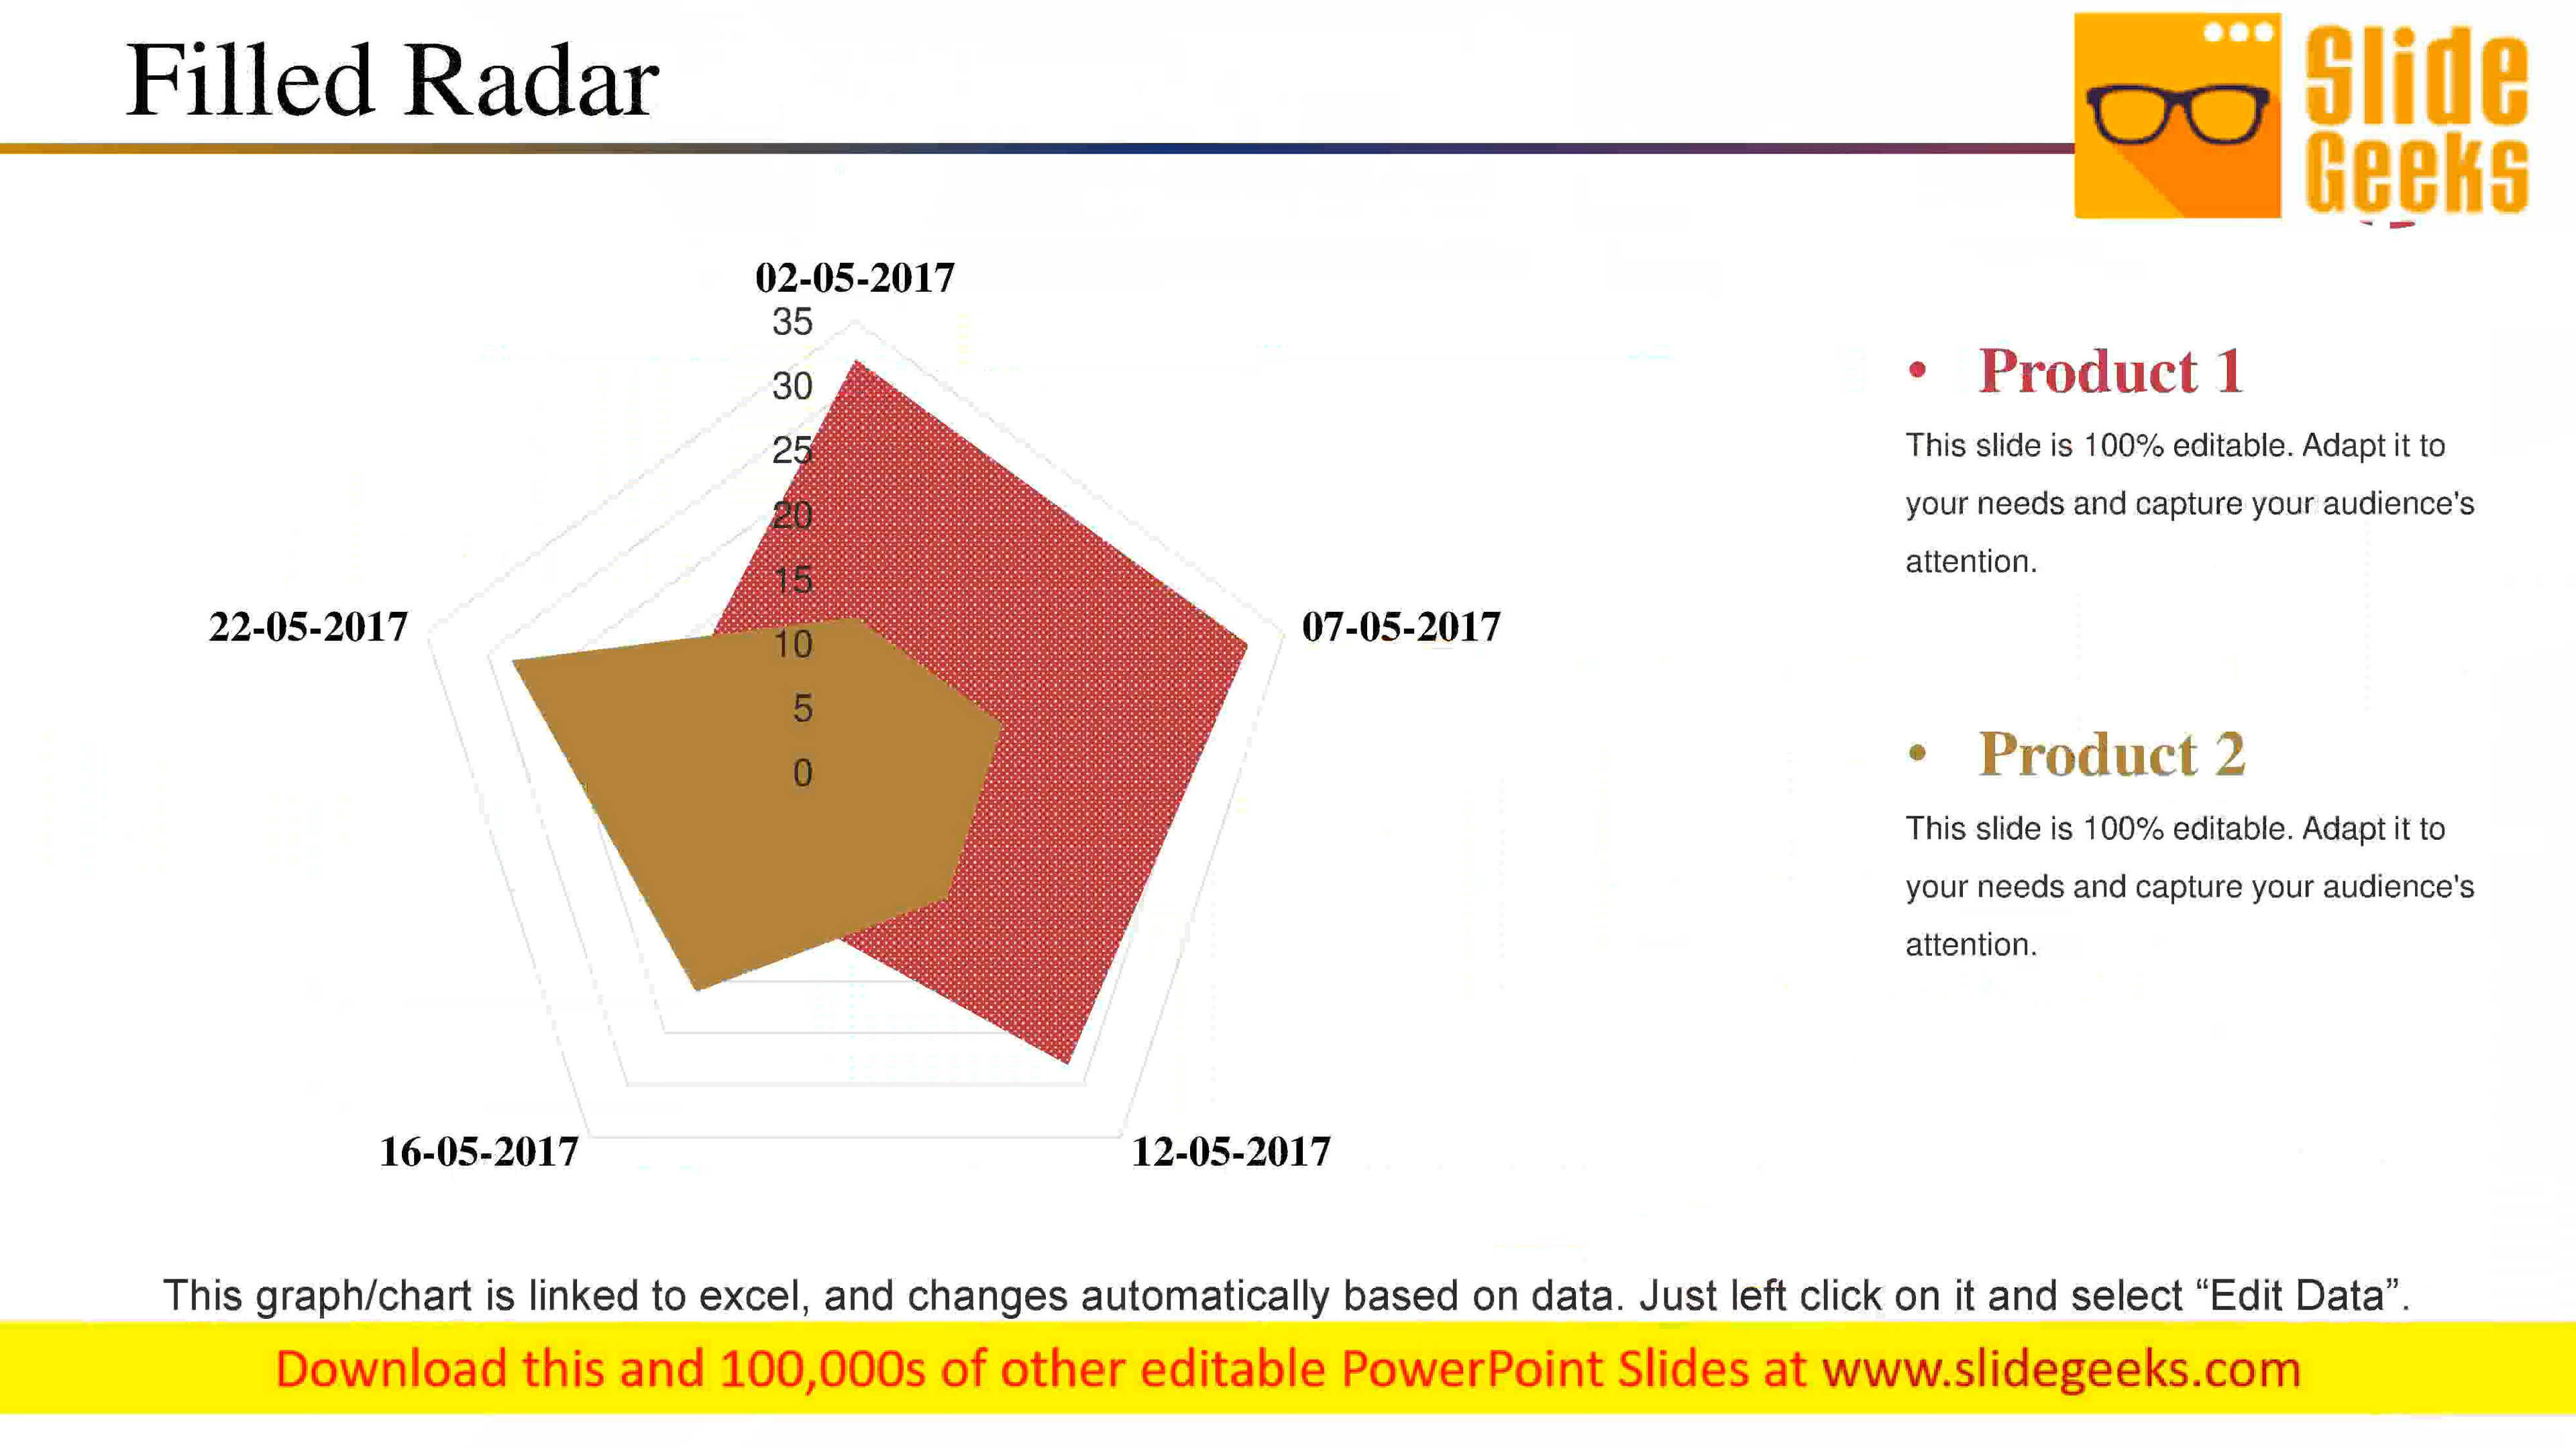 Filled Radar
Slide
Geeks
02-05-2017
35
30
25
20
15
10
5
0
22-05-2017
07-05-2017
16-05-2017
12-05-2017
• Product 1
This slide is 100% editable. Adapt it to
your needs and capture your audience's
attention.
• Product 2
This slide is 100% editable. Adapt it to
your needs and capture your audience's
attention.
This graph/chart is linked to excel, and changes automatically based on data. Just left click on it and select “Edit Data”.
Download this and 100,000s of other editable PowerPoint Slides at www.slidegeeks.com